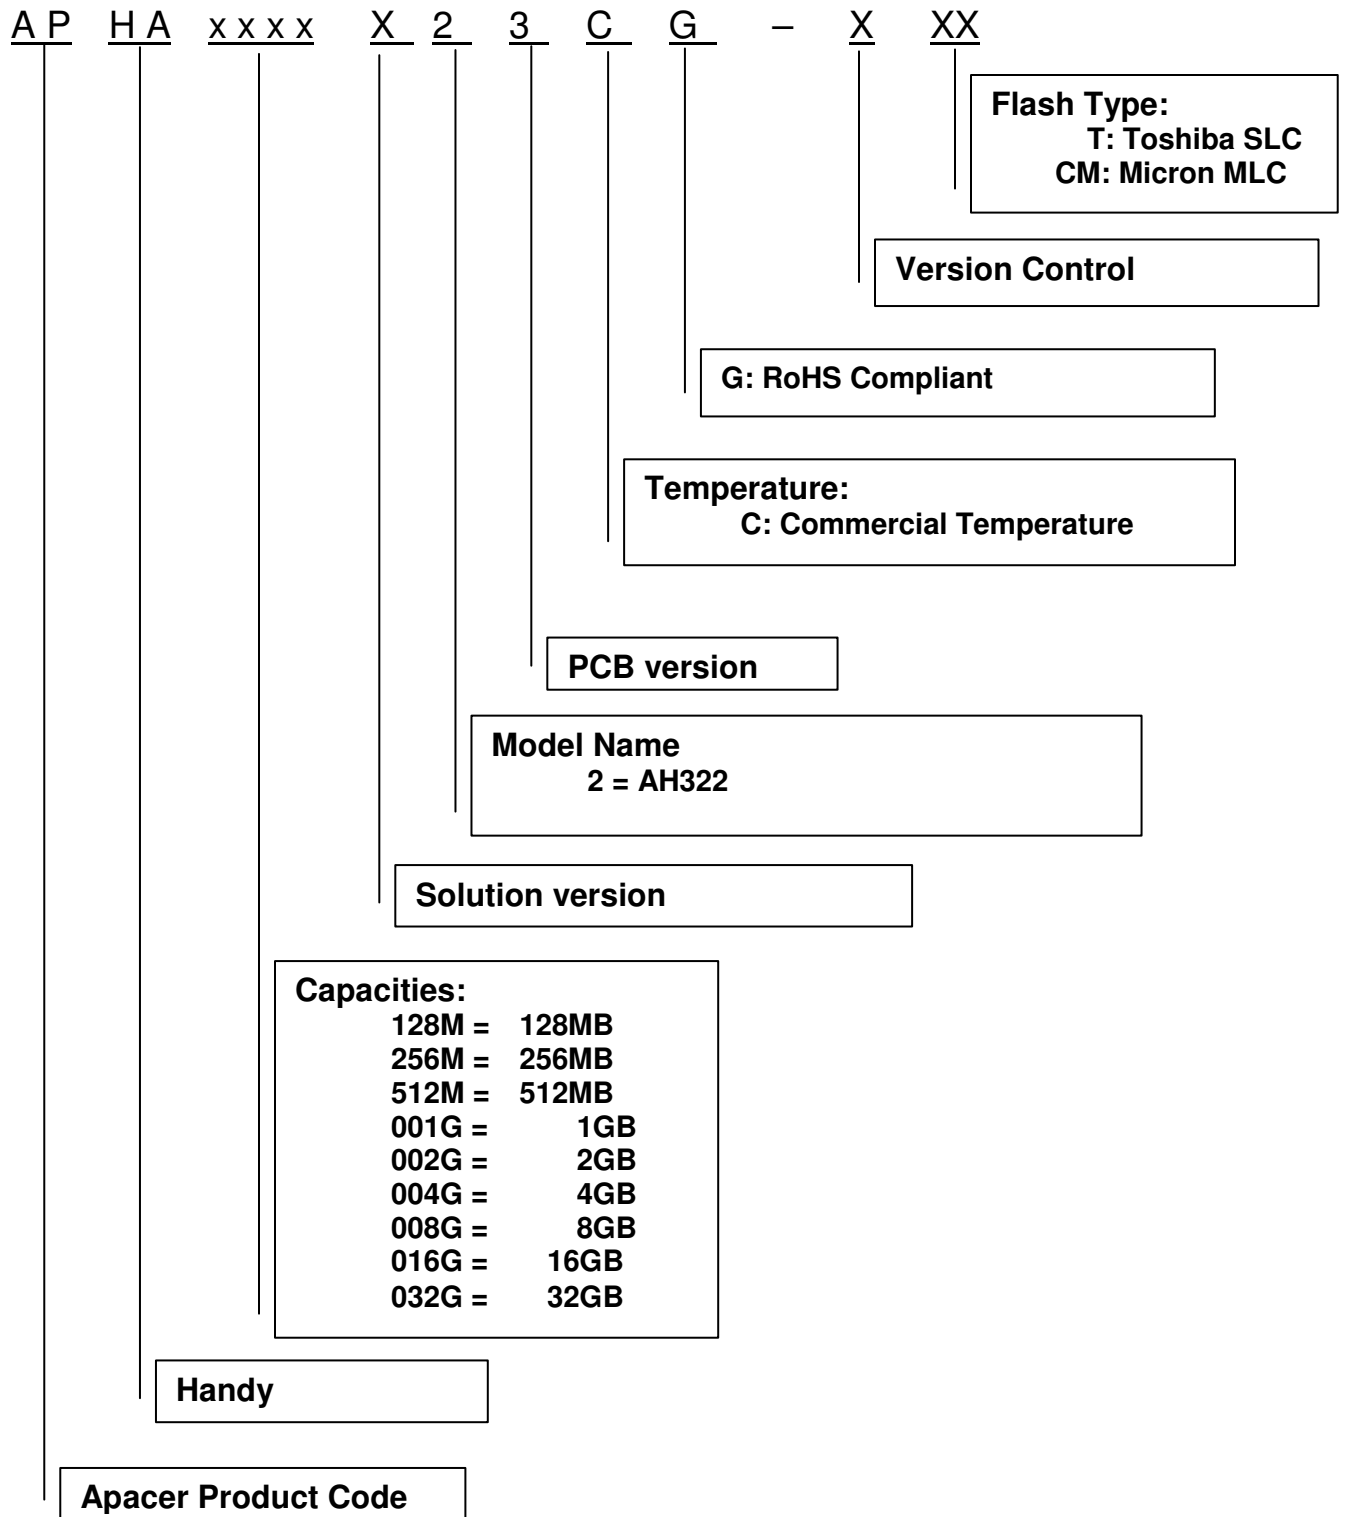 A P H A x x x x X 2 3 C G – X XX
Flash Type:
T: Toshiba SLC
CM: Micron MLC
Version Control
G: RoHS Compliant
Temperature:
C: Commercial Temperature
PCB version
Model Name
2 = AH322
Solution version
Capacities:
128M = 128MB
256M = 256MB
512M = 512MB
001G = 1GB
002G = 2GB
004G = 4GB
008G = 8GB
016G = 16GB
032G = 32GB
Handy
Apacer Product Code